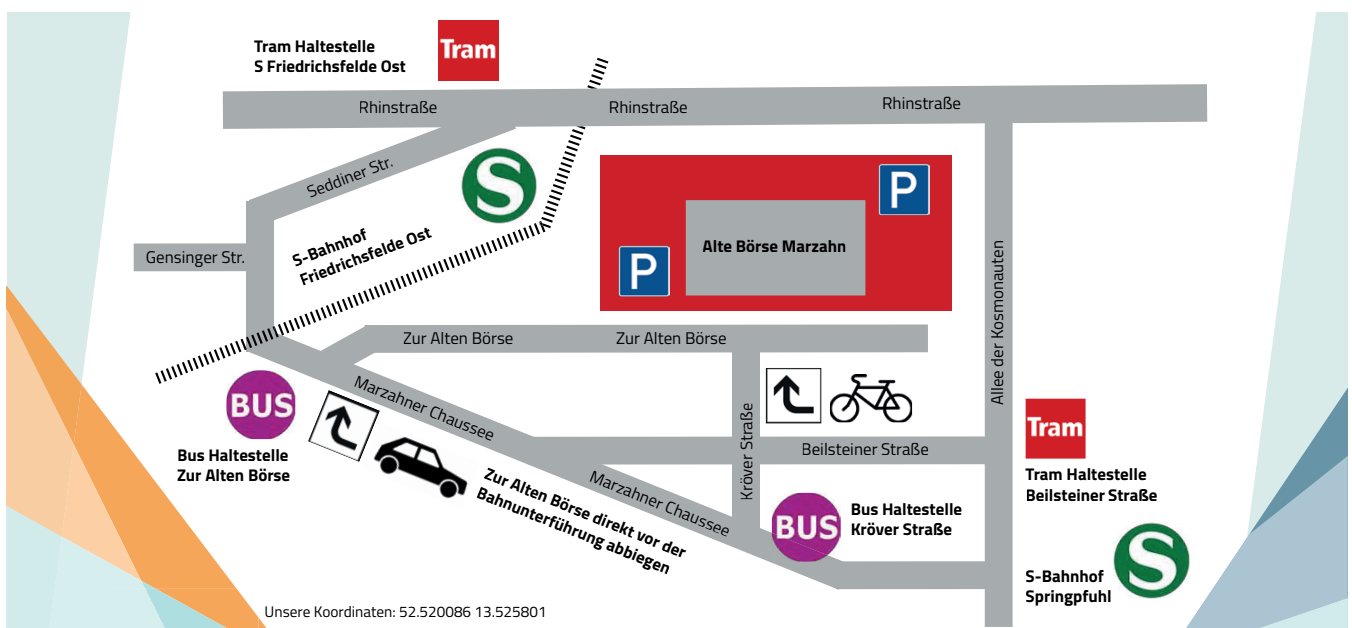 Tram Haltestelle
S Friedrichsfelde Ost
Tram
Rhinstraße
Rhinstraße
Rhinstraße
Seddiner Str.
S
P
S-Bahnhof
Friedrichsfelde Ost
Alte Börse Marzahn
Gensinger Str.
P
Allee der Kosmonauten
Zur Alten Börse
Zur Alten Börse
Marzahner Chaussee
BUS
Bus Haltestelle
Zur Alten Börse
Kröver Straße
Beilsteiner Straße
Tram
Tram Haltestelle
Beilsteiner Straße
Zur Alten Börse direkt vor der
Bahnunterführung abbiegen
Marzahner Chaussee
BUS
Bus Haltestelle
Kröver Straße
S
S-Bahnhof
Springpfuhl
Unsere Koordinaten: 52.520086 13.525801